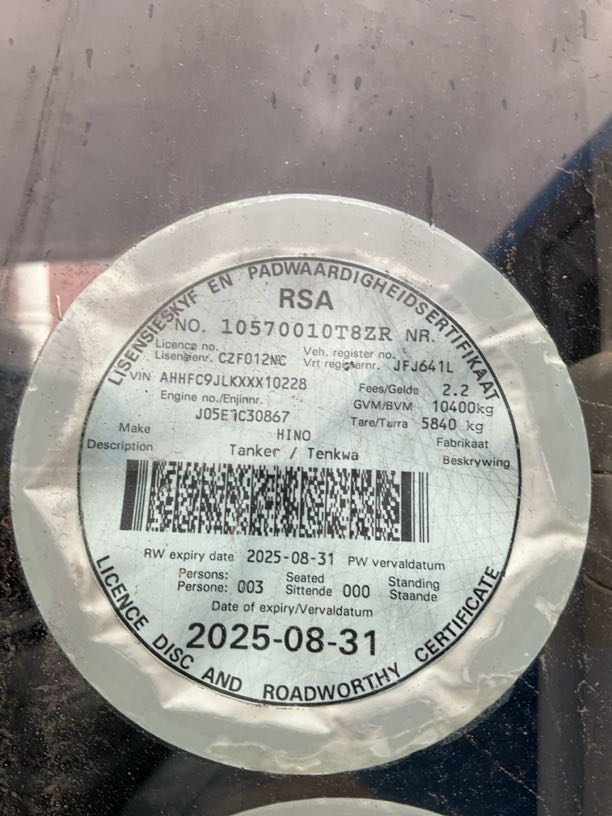 LISENSIESKYF EN PADWAARDIGHEIDSERTIFIKAAT
RSA
NO. 10570010T8ZR NR.
Licence no. Veh. register no.
Lisensienr. CZF012NC Vrt registernr. JFJ641L
VIN AHHFC9JLKXXX10228 Fees/Gelde 2.2
Engine no./Enjinnr. GVM/BVM 10400kg
J05E1C30867 Tare/Tarra 5840 kg
Make HINO Fabrikaat
Description Tanker / Tenkwa Beskrywing
RW expiry date 2025-08-31 PW vervaldatum
Persons: Seated Standing
Persone: 003 Sittende 000 Staande
Date of expiry/Vervaldatum
2025-08-31
LICENCE DISC AND ROADWORTHY CERTIFICATE